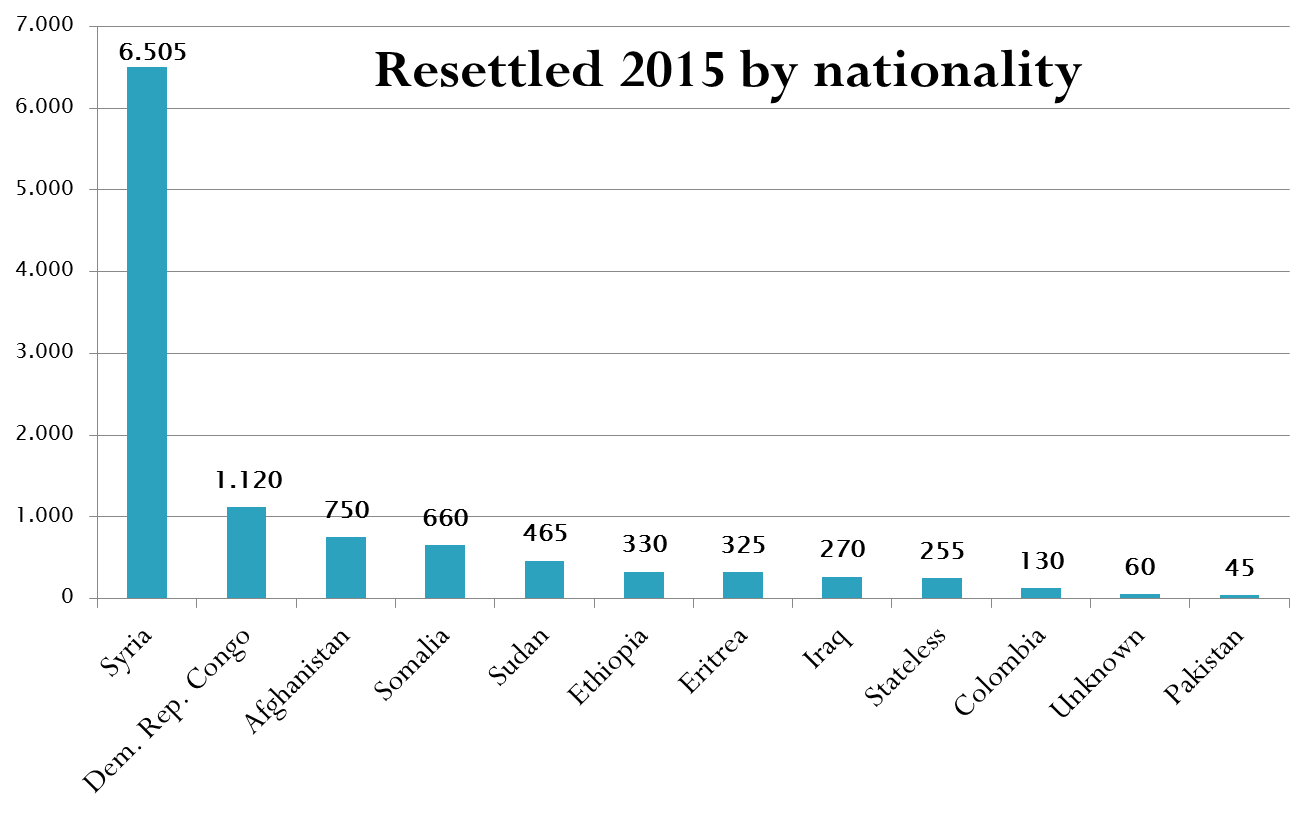 Resettled 2015 by nationality
7.000
6.000
5.000
4.000
3.000
2.000
1.000
0
6.505
1.120
750
660
465
330
325
270
255
130
60
45
Syria
Dem. Rep. Congo
Afghanistan
Somalia
Sudan
Ethiopia
Eritrea
Iraq
Stateless
Colombia
Unknown
Pakistan